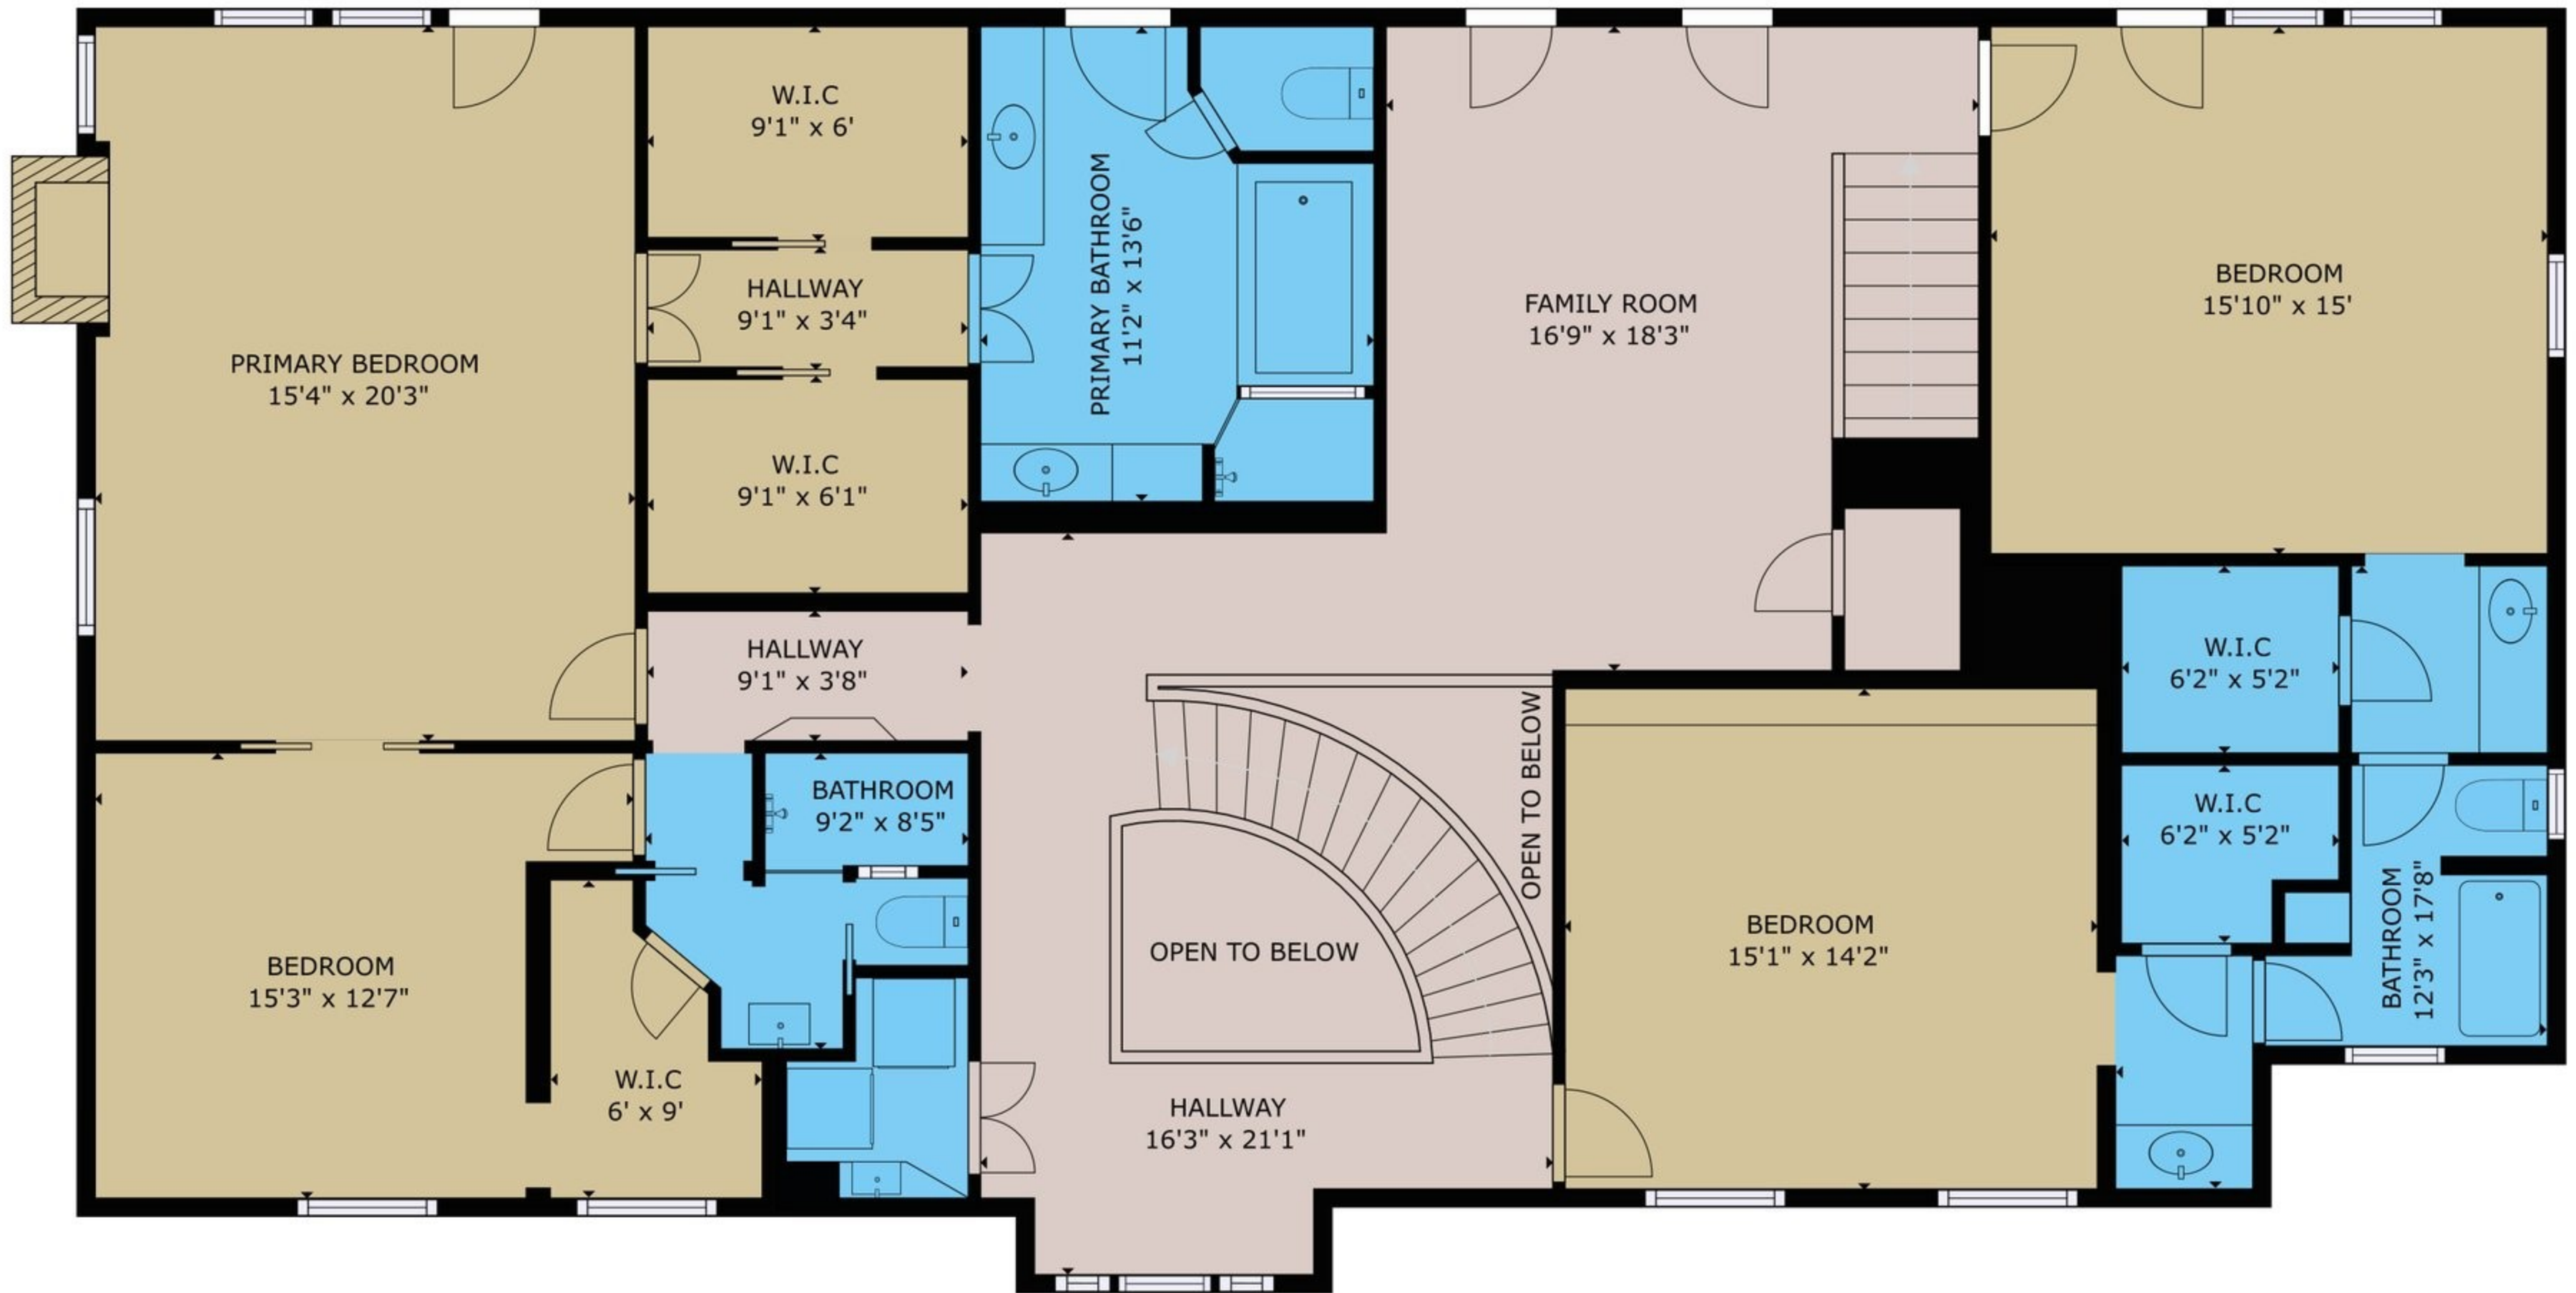 W.I.C
9'1" x 6'
HALLWAY
9'1" x 3'4"
W.I.C
9'1" x 6'1"
PRIMARY BEDROOM
15'4" x 20'3"
PRIMARY BATHROOM
11'2" x 13'6"
FAMILY ROOM
16'9" x 18'3"
BEDROOM
15'10" x 15'
HALLWAY
9'1" x 3'8"
BATHROOM
9'2" x 8'5"
BEDROOM
15'3" x 12'7"
W.I.C
6' x 9'
OPEN TO BELOW
OPEN TO BELOW
HALLWAY
16'3" x 21'1"
BEDROOM
15'1" x 14'2"
W.I.C
6'2" x 5'2"
W.I.C
6'2" x 5'2"
BATHROOM
12'3" x 17'8"